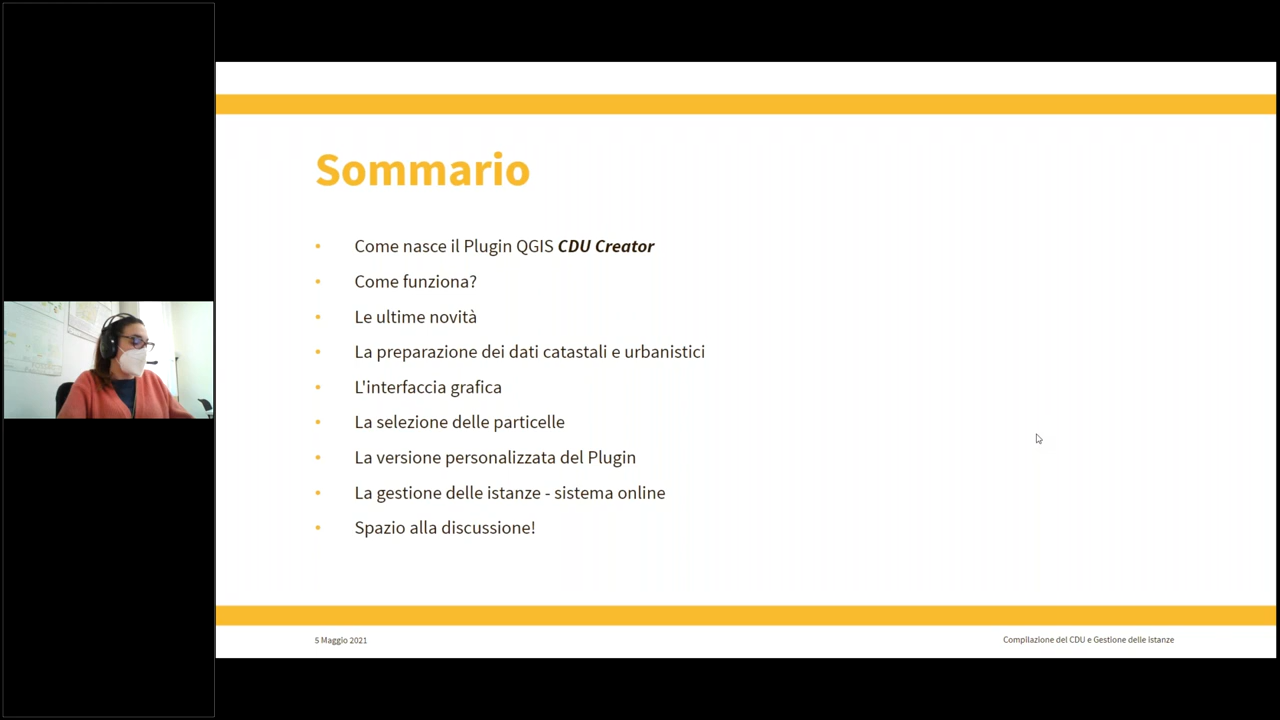 Sommario
• Come nasce il Plugin QGIS CDU Creator
• Come funziona?
• Le ultime novità
• La preparazione dei dati catastali e urbanistici
• L'interfaccia grafica
• La selezione delle particelle
• La versione personalizzata del Plugin
• La gestione delle istanze - sistema online
• Spazio alla discussione!
5 Maggio 2021
Compilazione del CDU e Gestione delle Istanze